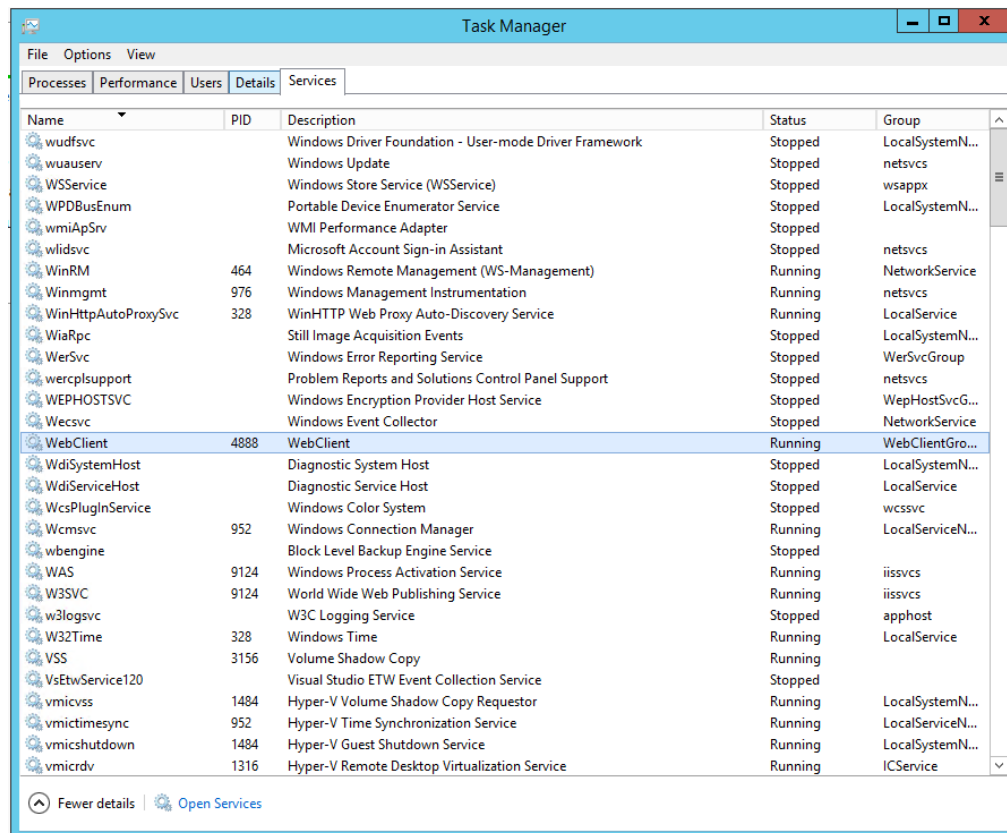 Task Manager
File Options View
Processes Performance Users Details Services
Name PID Description Status Group
wudfsvc Windows Driver Foundation - User-mode Driver Framework Stopped LocalSystemN...
wuauserv Windows Update Stopped netsvcs
WSService Windows Store Service (WSService) Stopped wsappx
WPDBusEnum Portable Device Enumerator Service Stopped LocalSystemN...
wmiApSrv WMI Performance Adapter Stopped
wlidsvc Microsoft Account Sign-in Assistant Stopped netsvcs
WinRM 464 Windows Remote Management (WS-Management) Running NetworkService
Winmgmt 976 Windows Management Instrumentation Running netsvcs
WinHttpAutoProxySvc 328 WinHTTP Web Proxy Auto-Discovery Service Running LocalService
WiaRpc Still Image Acquisition Events Stopped LocalSystemN...
WerSvc Windows Error Reporting Service Stopped WerSvcGroup
wercplsupport Problem Reports and Solutions Control Panel Support Stopped netsvcs
WEPHOSTSVC Windows Encryption Provider Host Service Stopped WepHostSvcG...
Wecsvc Windows Event Collector Stopped NetworkService
WebClient 4888 WebClient Running WebClientGro...
WdiSystemHost Diagnostic System Host Stopped LocalSystemN...
WdiServiceHost Diagnostic Service Host Stopped LocalService
WcsPlugInService Windows Color System Stopped wcssvc
Wcmsvc 952 Windows Connection Manager Running LocalServiceN...
wbengine Block Level Backup Engine Service Stopped
WAS 9124 Windows Process Activation Service Running iissvcs
W3SVC 9124 World Wide Web Publishing Service Running iissvcs
w3logsvc W3C Logging Service Stopped apphost
W32Time 328 Windows Time Running LocalService
VSS 3156 Volume Shadow Copy Running
VsEtwService120 Visual Studio ETW Event Collection Service Stopped
vmicvss 1484 Hyper-V Volume Shadow Copy Requestor Running LocalSystemN...
vmictimesync 952 Hyper-V Time Synchronization Service Running LocalServiceN...
vmicshutdown 1484 Hyper-V Guest Shutdown Service Running LocalSystemN...
vmicrdv 1316 Hyper-V Remote Desktop Virtualization Service Running ICService
Fewer details Open Services